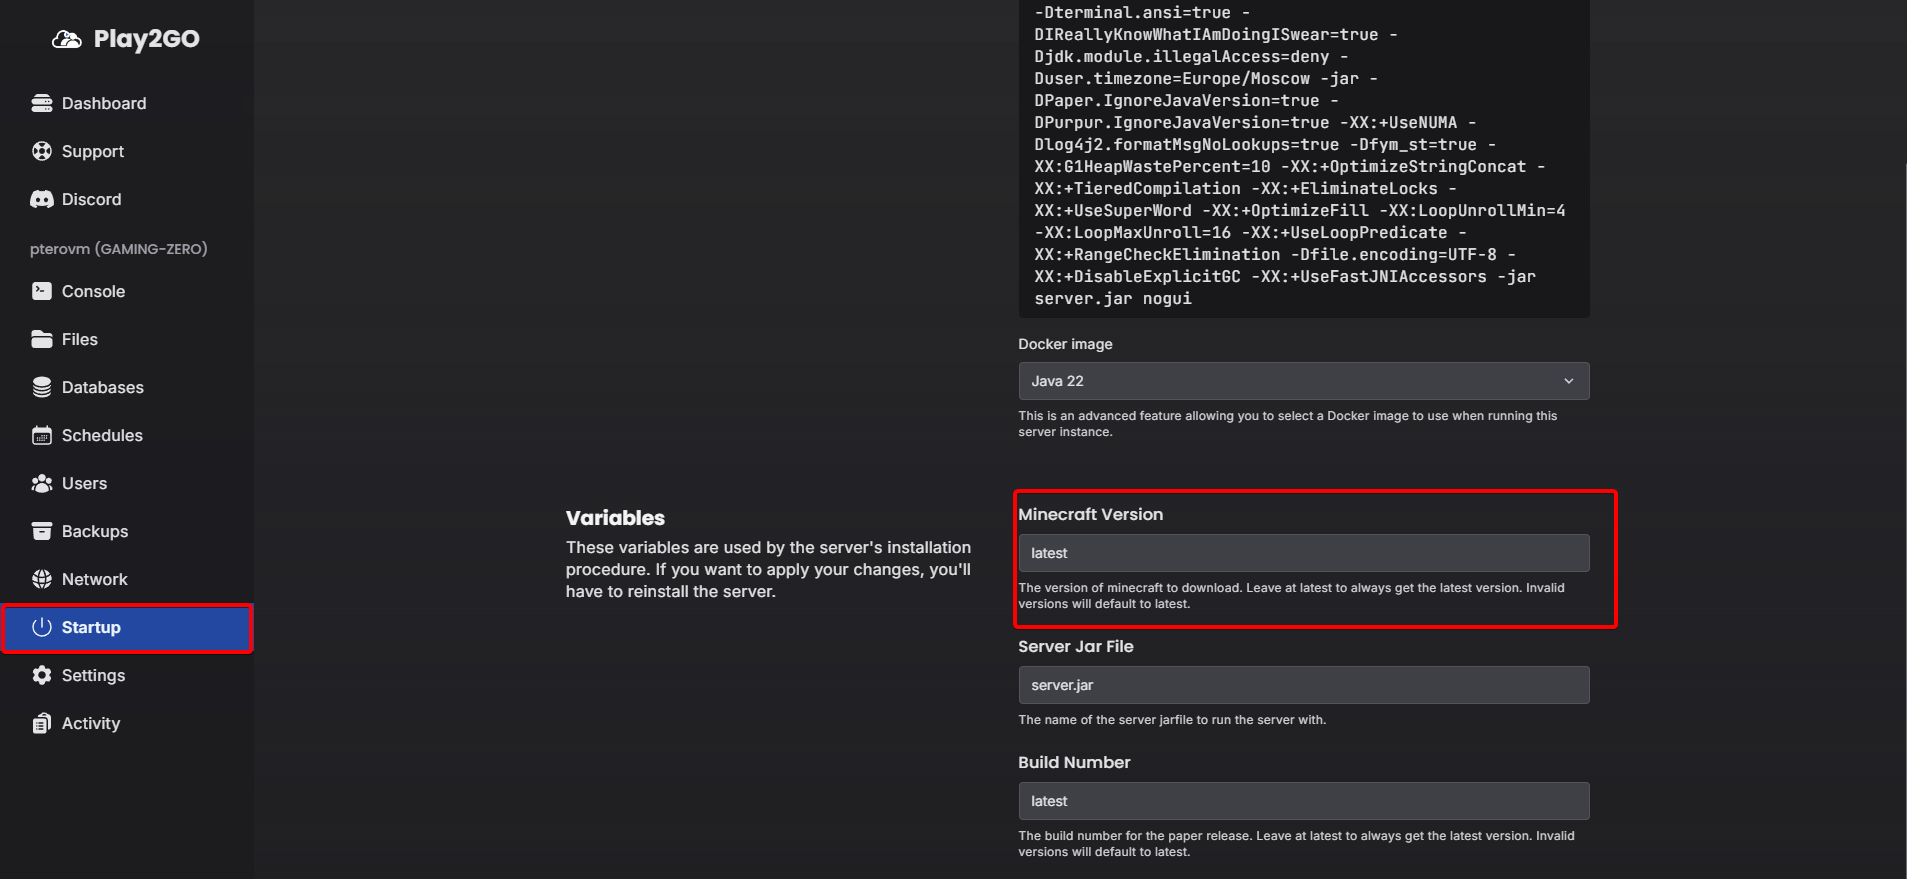 Play2GO
Dashboard
Support
Discord
pterovm (GAMING-ZERO)
Console
Files
Databases
Schedules
Users
Backups
Network
Startup
Settings
Activity
-Dterminal.ansi=true -
DIReallyKnowWhatIAmDoingISwear=true -
Djdk.module.illegalAccess=deny -
Duser.timezone=Europe/Moscow -jar -
DPaper.IgnoreJavaVersion=true -
DPurpur.IgnoreJavaVersion=true -XX:+UseNUMA -
Dlog4j2.formatMsgNoLookups=true -Dfym_st=true -
XX:G1HeapWastePercent=10 -XX:+OptimizeStringConcat -
XX:+TieredCompilation -XX:+EliminateLocks -
XX:+UseSuperWord -XX:+OptimizeFill -XX:LoopUnrollMin=4
-XX:LoopMaxUnroll=16 -XX:+UseLoopPredicate -
XX:+RangeCheckElimination -Dfile.encoding=UTF-8 -
XX:+DisableExplicitGC -XX:+UseFastJNIAccessors -jar
server.jar nogui
Docker image
Java 22
This is an advanced feature allowing you to select a Docker image to use when running this
server instance.
Variables
These variables are used by the server's installation
procedure. If you want to apply your changes, you'll
have to reinstall the server.
Minecraft Version
latest
The version of minecraft to download. Leave at latest to always get the latest version. Invalid
versions will default to latest.
Server Jar File
server.jar
The name of the server jarfile to run the server with.
Build Number
latest
The build number for the paper release. Leave at latest to always get the latest version. Invalid
versions will default to latest.